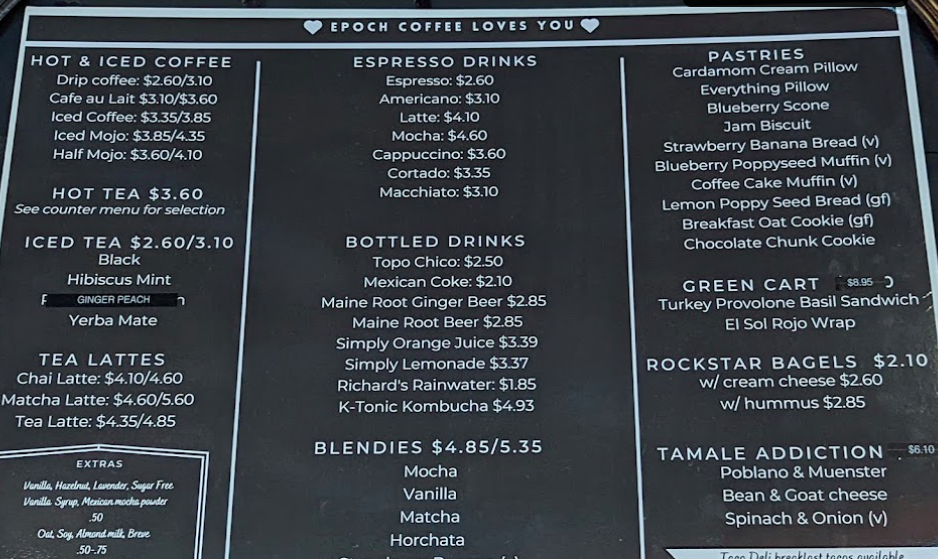 EPOCH COFFEE LOVES YOU
HOT & ICED COFFEE
Drip coffee: $2.60/3.10
Cafe au Lait $3.10/$3.60
Iced Coffee: $3.35/3.85
Iced Mojo: $3.85/4.35
Half Mojo: $3.60/4.10
HOT TEA $3.60
See counter menu for selection
ICED TEA $2.60/3.10
Black
Hibiscus Mint
GINGER PEACH
Yerba Mate
TEA LATTES
Chai Latte: $4.10/4.60
Matcha Latte: $4.60/5.60
Tea Latte: $4.35/4.85
EXTRAS
Vanilla, Hazelnut, Lavender, Sugar Free
Vanilla Syrup, Mexican mocha powder
.50
Oat, Soy, Almond milk, Breve
.50-.75
ESPRESSO DRINKS
Espresso: $2.60
Americano: $3.10
Latte: $4.10
Mocha: $4.60
Cappuccino: $3.60
Cortado: $3.35
Macchiato: $3.10
BOTTLED DRINKS
Topo Chico: $2.50
Mexican Coke: $2.10
Maine Root Ginger Beer $2.85
Maine Root Beer $2.85
Simply Orange Juice $3.39
Simply Lemonade $3.37
Richard's Rainwater: $1.85
K-Tonic Kombucha $4.93
BLENDIES $4.85/5.35
Mocha
Vanilla
Matcha
Horchata
PASTRIES
Cardamom Cream Pillow
Everything Pillow
Blueberry Scone
Jam Biscuit
Strawberry Banana Bread (v)
Blueberry Poppyseed Muffin (v)
Coffee Cake Muffin (v)
Lemon Poppy Seed Bread (gf)
Breakfast Oat Cookie (gf)
Chocolate Chunk Cookie
GREEN CART $8.95
Turkey Provolone Basil Sandwich
El Sol Rojo Wrap
ROCKSTAR BAGELS $2.10
w/ cream cheese $2.60
w/ hummus $2.85
TAMALE ADDICTION $6.10
Poblano & Muenster
Bean & Goat cheese
Spinach & Onion (v)
Taco Deli breakfast tacos available